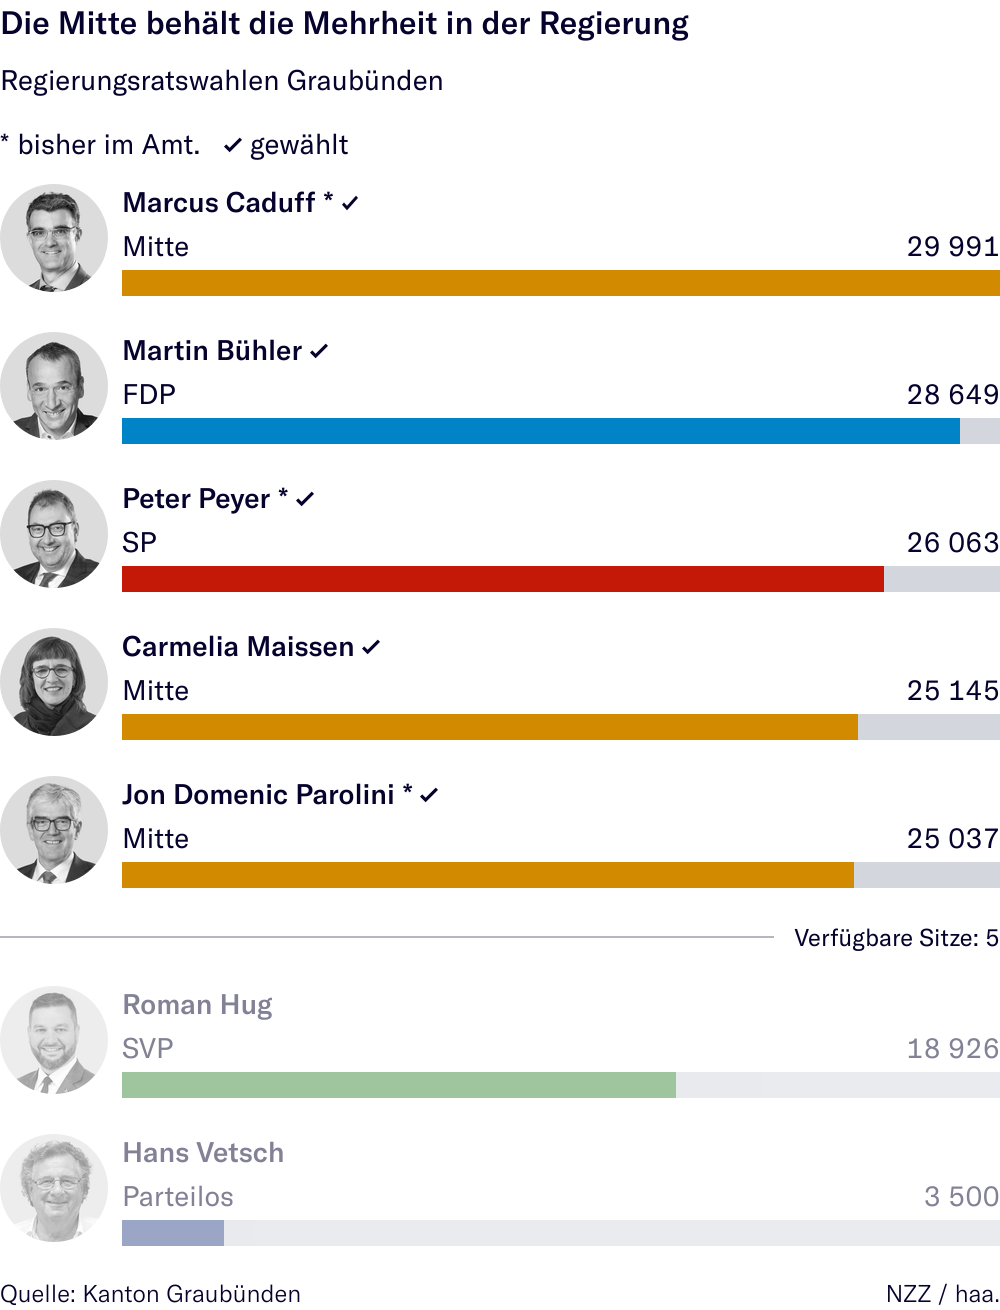 Die Mitte behält die Mehrheit in der Regierung
Regierungsratswahlen Graubünden
* bisher im Amt. ✓ gewählt
Marcus Caduff * ✓
Mitte 29 991
Martin Bühler ✓
FDP 28 649
Peter Peyer * ✓
SP 26 063
Carmelia Maissen ✓
Mitte 25 145
Jon Domenic Parolini * ✓
Mitte 25 037
Verfügbare Sitze: 5
Roman Hug
SVP 18 926
Hans Vetsch
Parteilos 3 500
Quelle: Kanton Graubünden NZZ / haa.